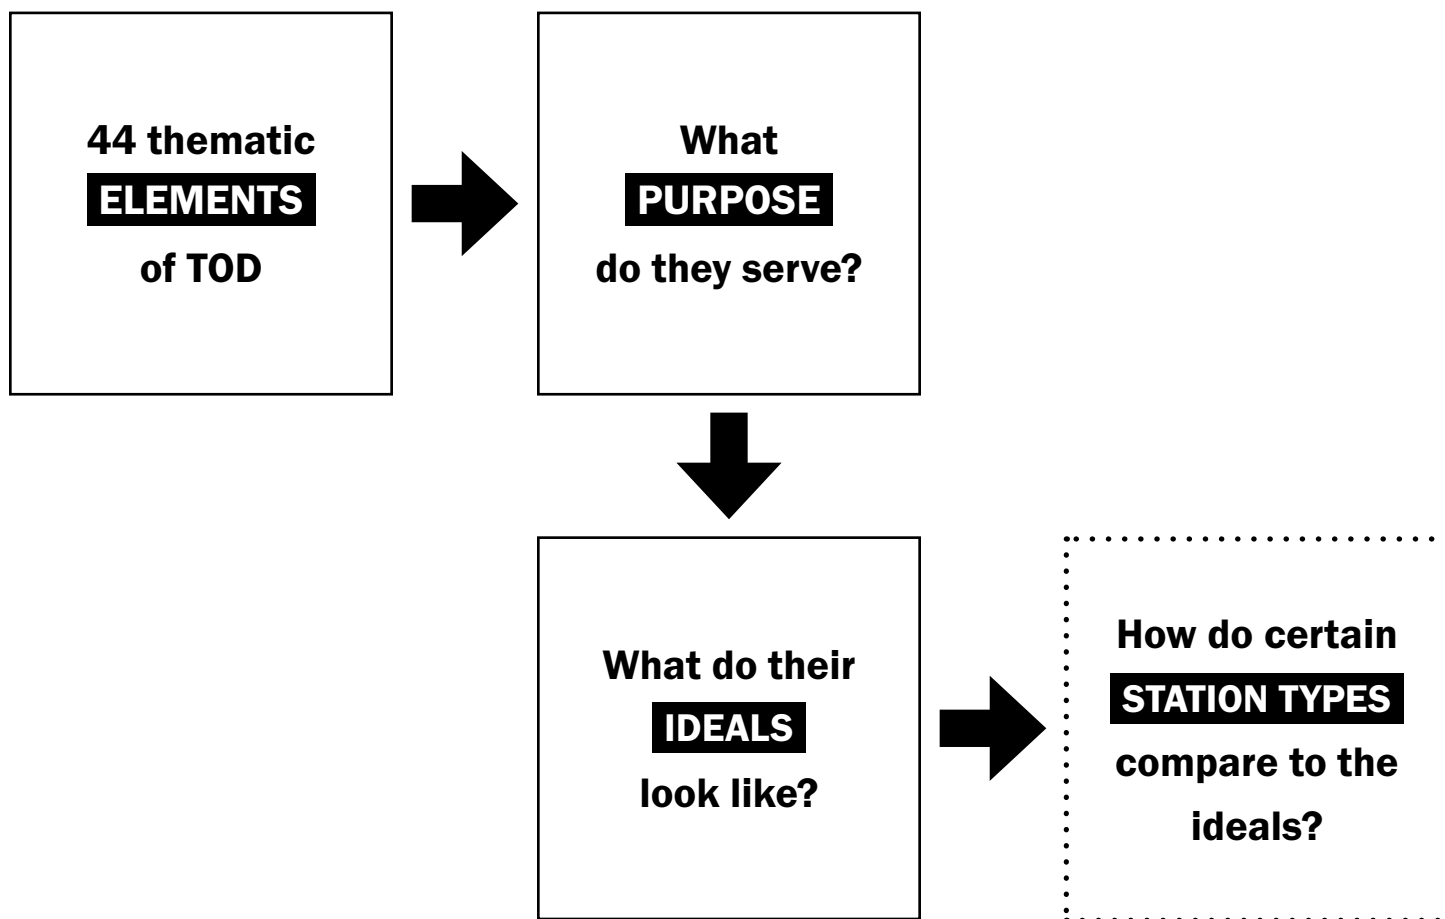 44 thematic
ELEMENTS
of TOD
What
PURPOSE
do they serve?
What do their
IDEALS
look like?
How do certain
STATION TYPES
compare to the
ideals?